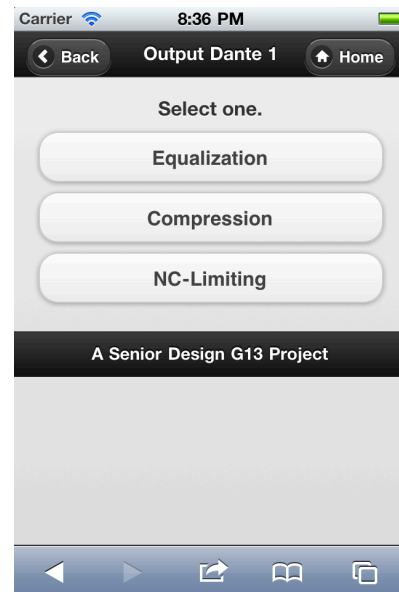 Carrier 8:36 PM
Back Output Dante 1 Home
Select one.
Equalization
Compression
NC-Limiting
A Senior Design G13 Project